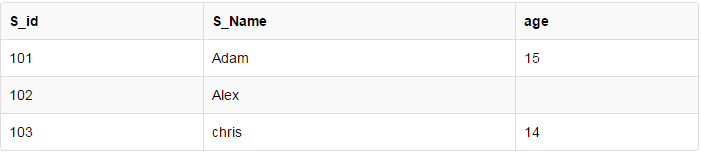 S_id S_Name age
101 Adam 15
102 Alex
103 chris 14